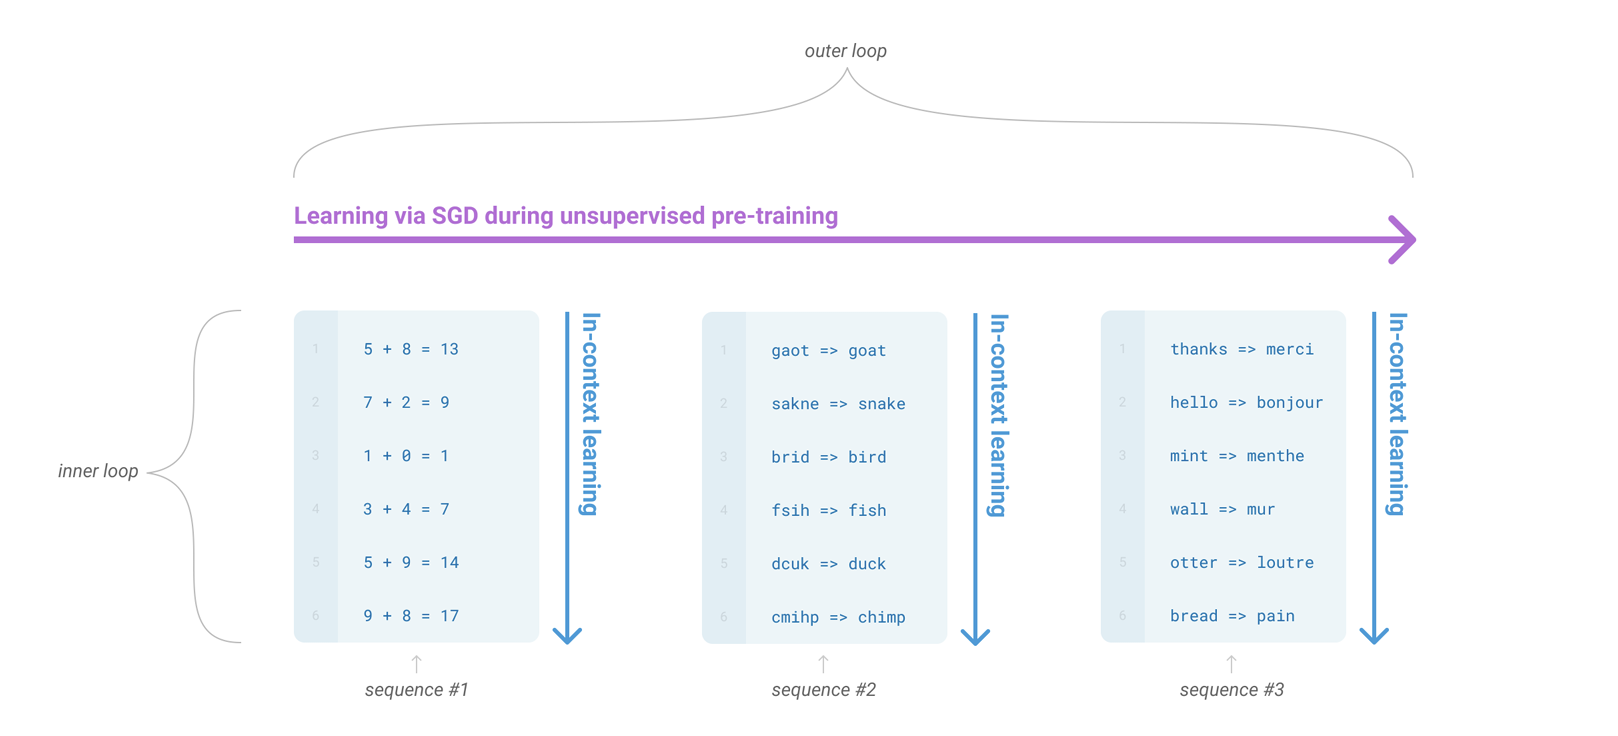 outer loop
Learning via SGD during unsupervised pre-training
inner loop
1 5 + 8 = 13
2 7 + 2 = 9
3 1 + 0 = 1
4 3 + 4 = 7
5 5 + 9 = 14
6 9 + 8 = 17
In-context learning
sequence #1
1 gaot => goat
2 sakne => snake
3 brid => bird
4 fsih => fish
5 dcuk => duck
6 cmihp => chimp
In-context learning
sequence #2
1 thanks => merci
2 hello => bonjour
3 mint => menthe
4 wall => mur
5 otter => loutre
6 bread => pain
In-context learning
sequence #3